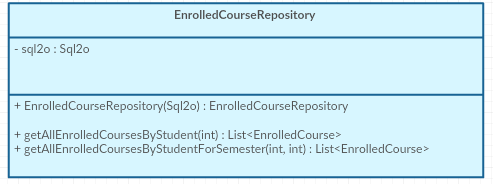 EnrolledCourseRepository
- sql2o : Sql2o
+ EnrolledCourseRepository(Sql2o) : EnrolledCourseRepository
+ getAllEnrolledCoursesByStudent(int) : List<EnrolledCourse>
+ getAllEnrolledCoursesByStudentForSemester(int, int) : List<EnrolledCourse>